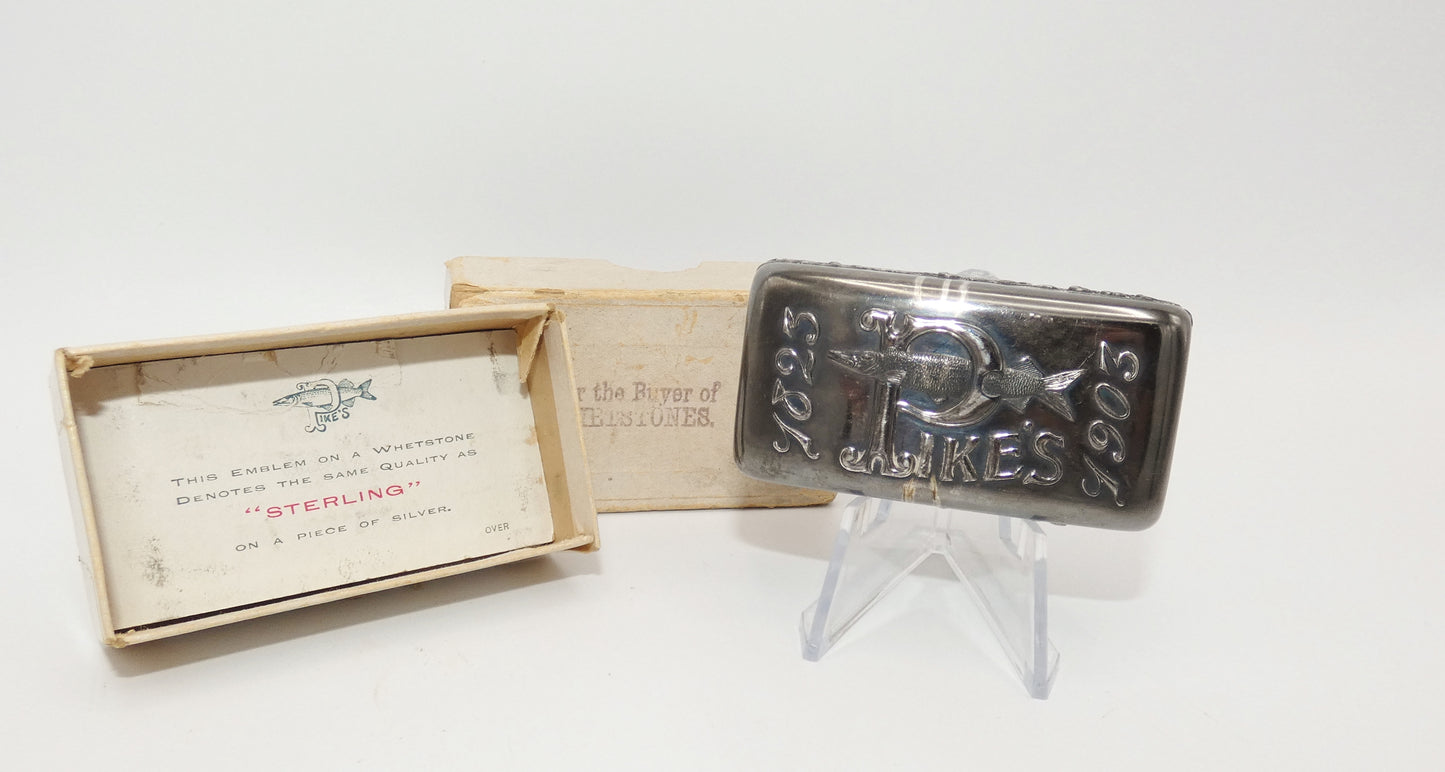 PIKE'S
THIS EMBLEM ON A WHETSTONE
DENOTES THE SAME QUALITY AS
"STERLING"
ON A PIECE OF SILVER.
OVER
r the Buyer of
HETSTONES.
1823
PIKE'S
1903